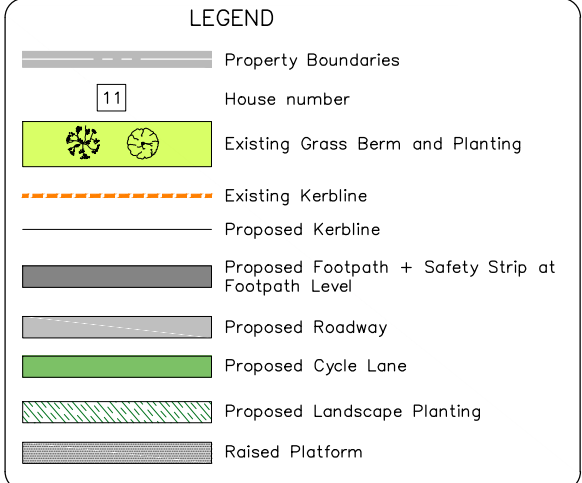 LEGEND
Property Boundaries
11 House number
Existing Grass Berm and Planting
Existing Kerbline
Proposed Kerbline
Proposed Footpath + Safety Strip at
Footpath Level
Proposed Roadway
Proposed Cycle Lane
Proposed Landscape Planting
Raised Platform